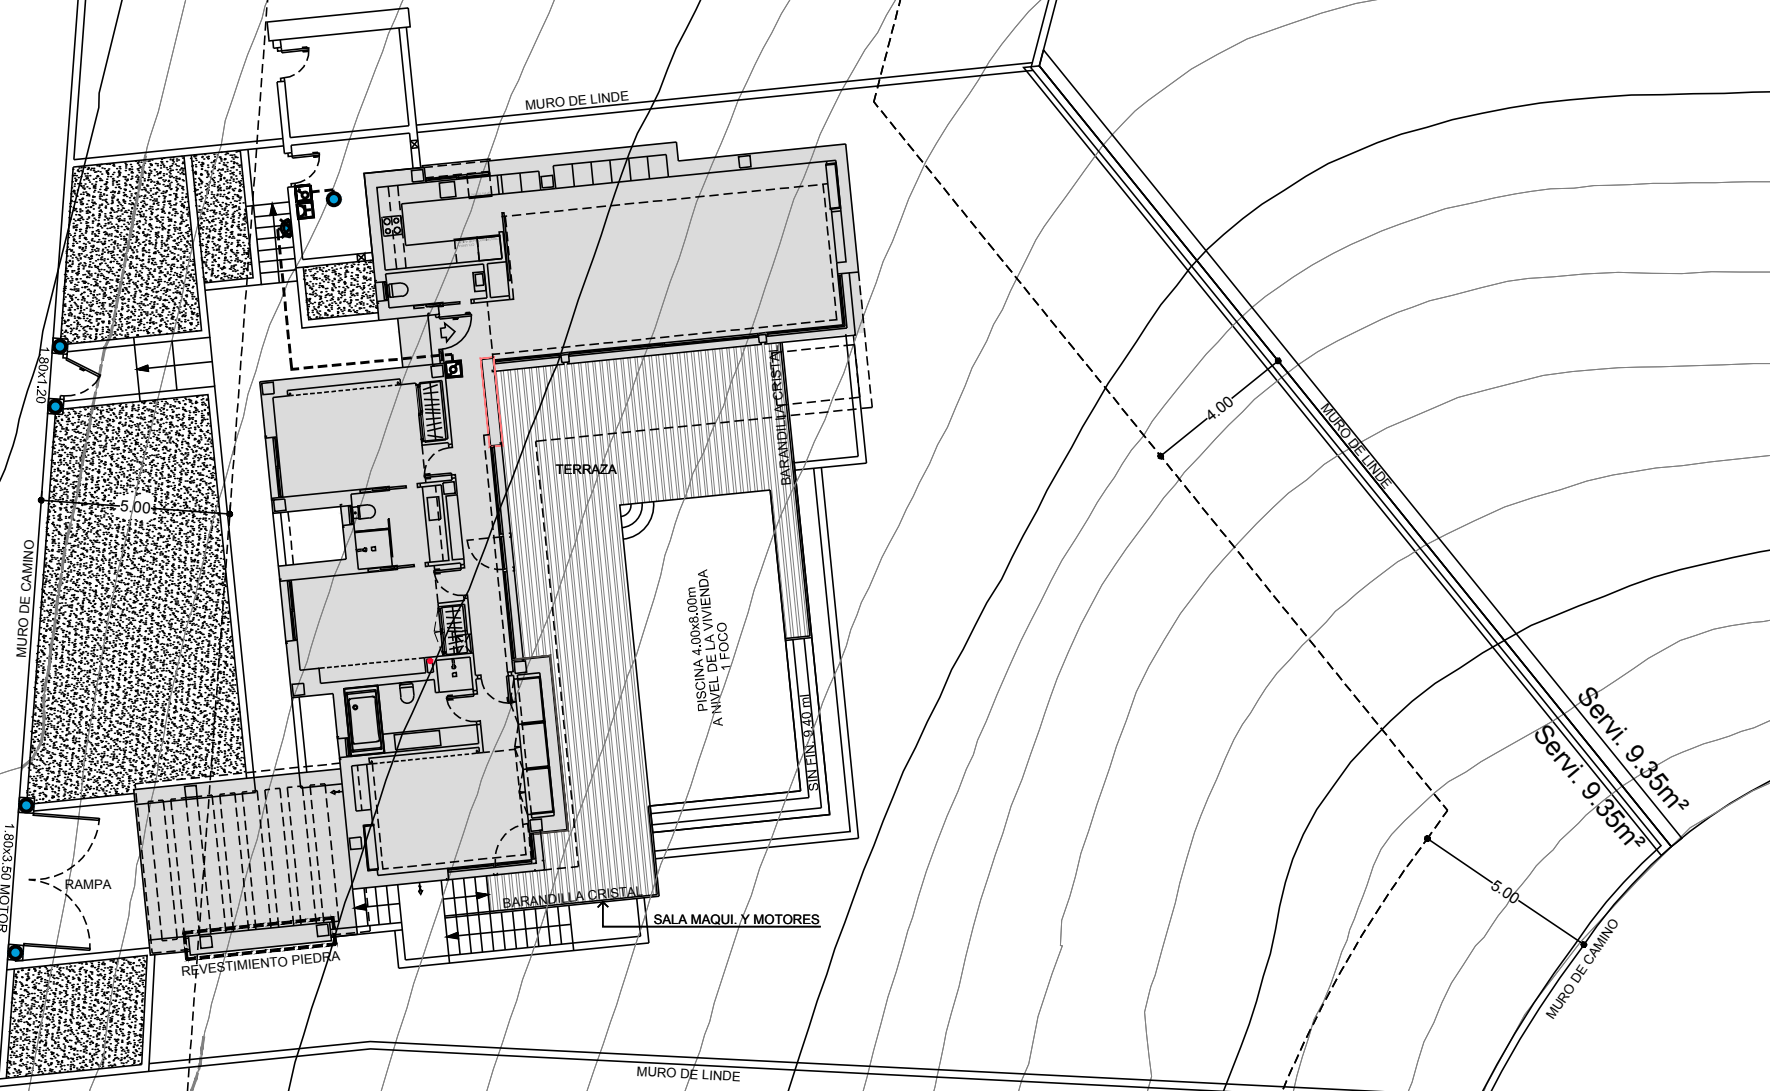 MURO DE LINDE
1.80x1.20
BARANDILLA CRISTAL
4.00
MURO DE LINDE
TERRAZA
5.00
MURO DE CAMINO
PISCINA 4.00x8.00m
A NIVEL DE LA VIVIENDA
1 FOCO
SIN FIN 9.40 ml
Servi. 9.35m²
Servi. 9.35m²
1.80x3.50 MOTOR
RAMPA
BARANDILLA CRISTAL
SALA MAQUI. Y MOTORES
5.00
MURO DE CAMINO
REVESTIMIENTO PIEDRA
MURO DE LINDE